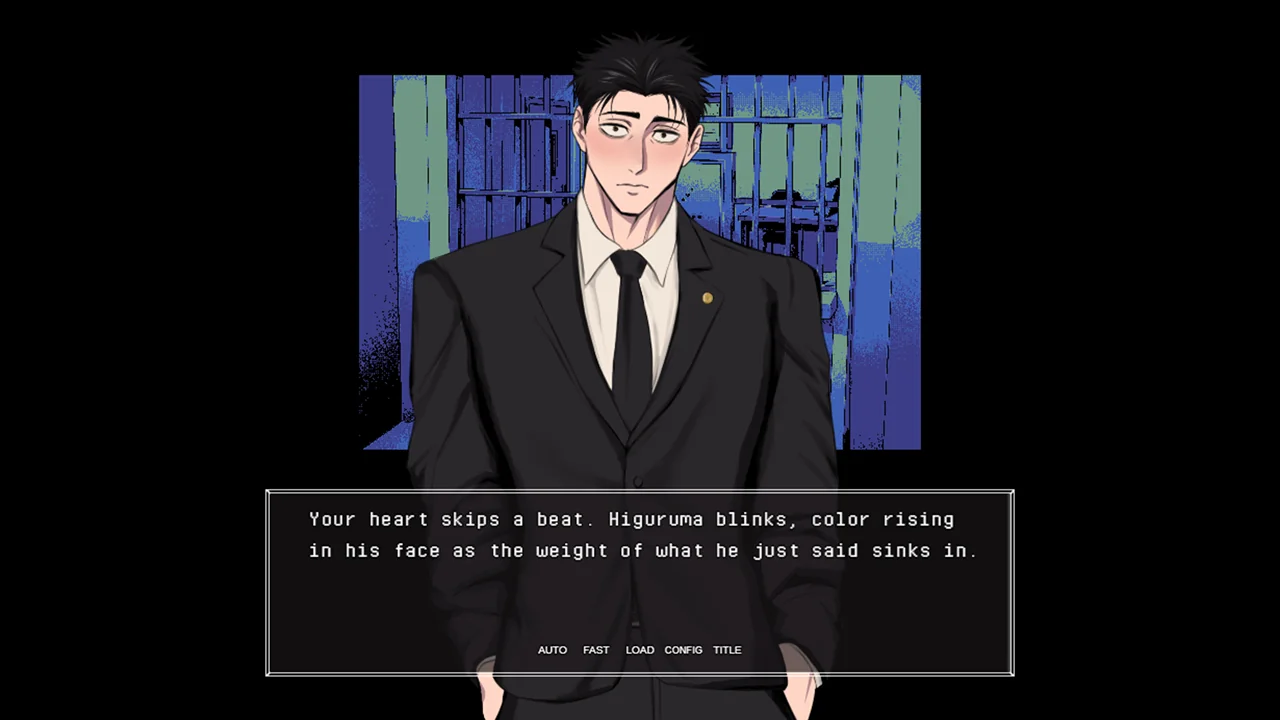 Your heart skips a beat. Higuruma blinks, color rising
in his face as the weight of what he just said sinks in.
AUTO FAST LOAD CONFIG TITLE